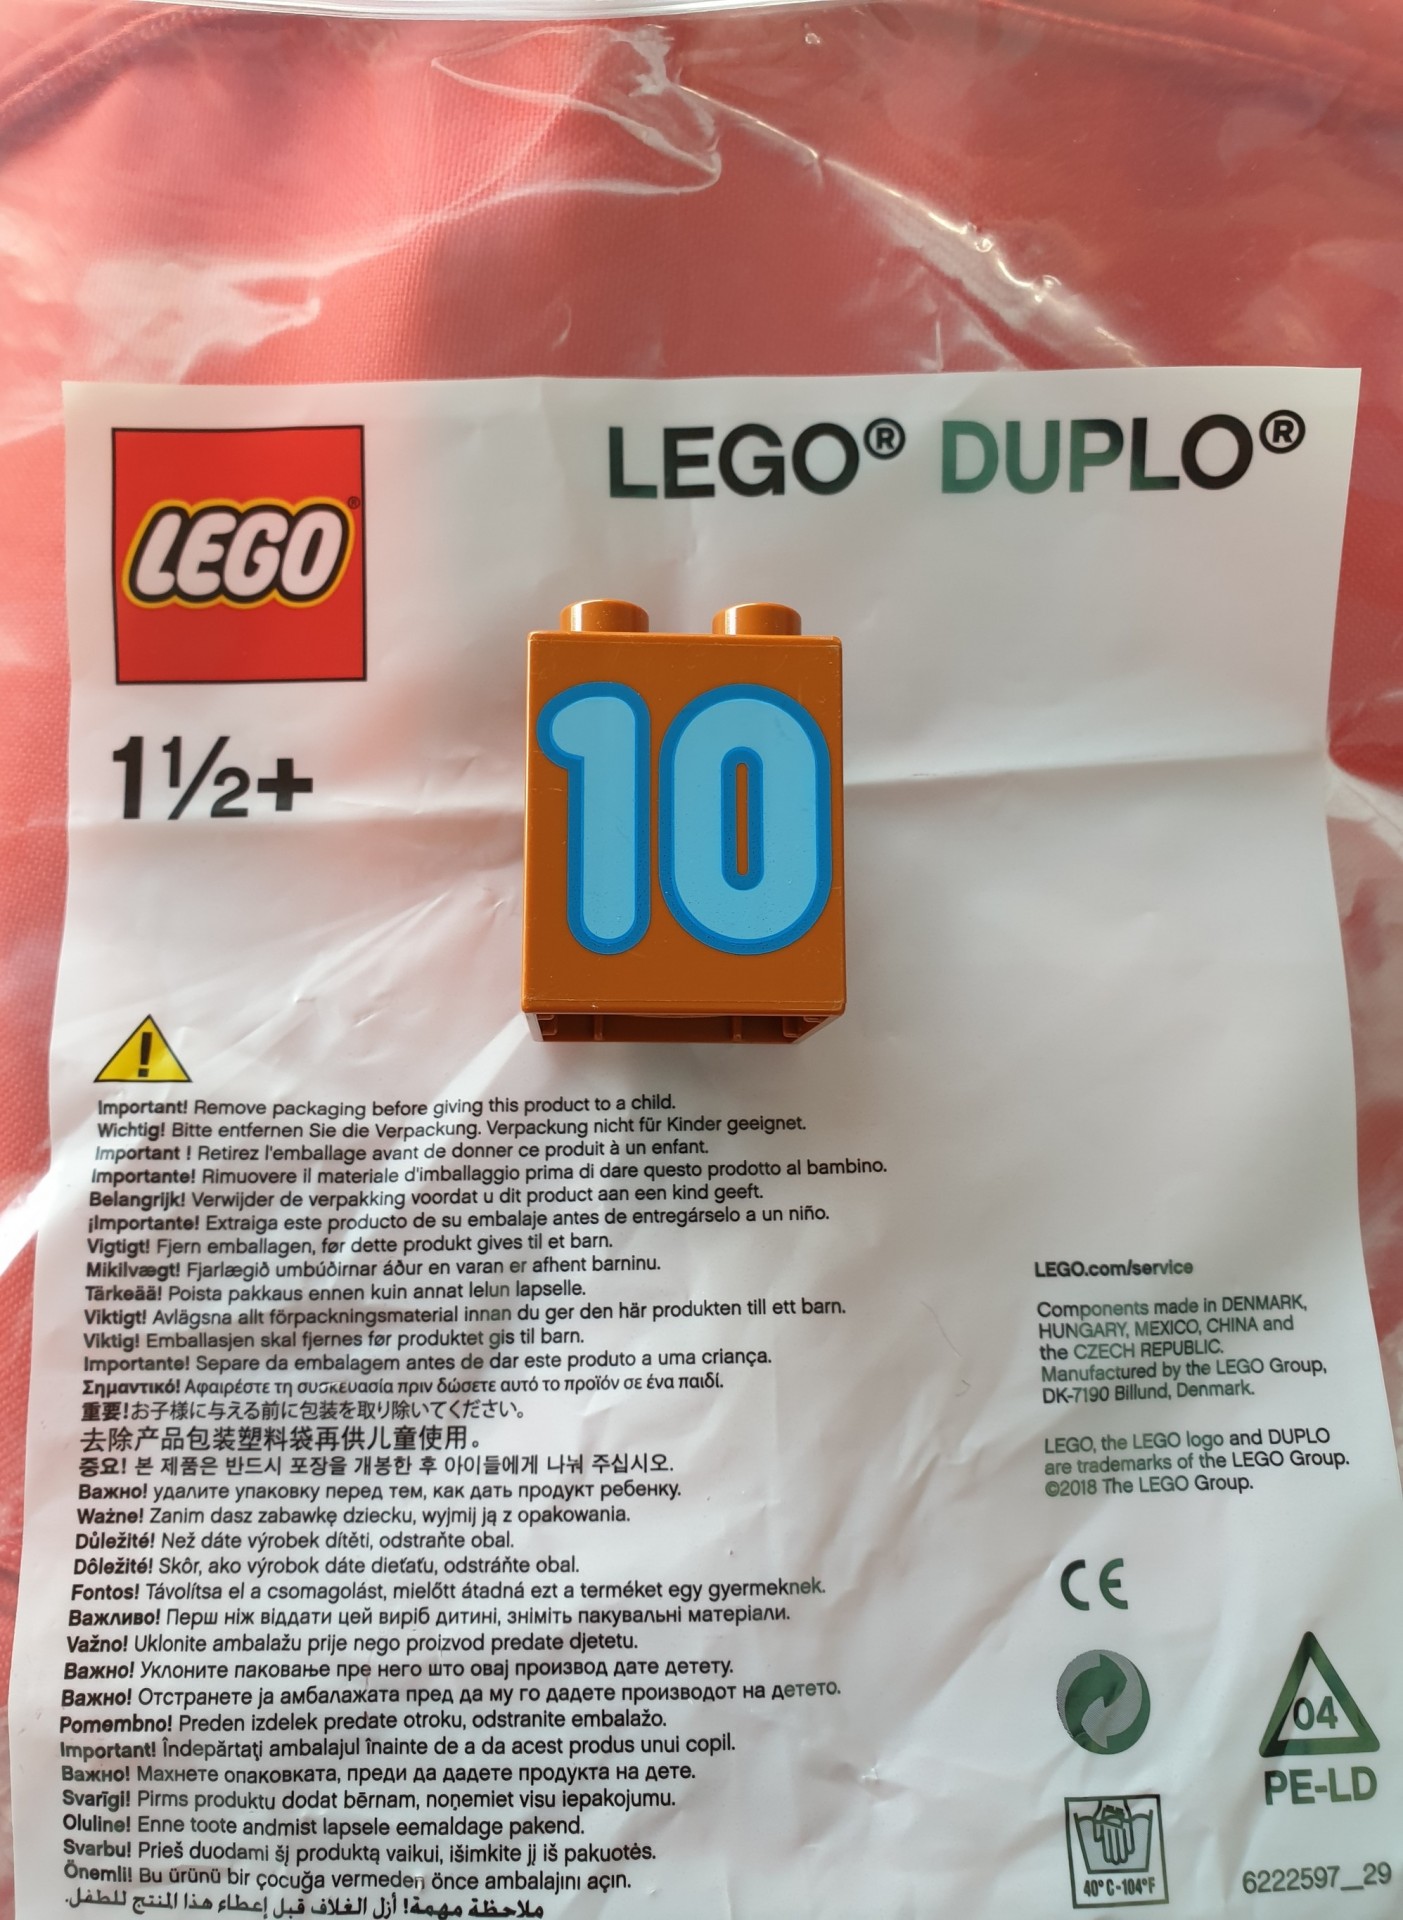 LEGO® DUPLO®
LEGO®
1½+
10
Important! Remove packaging before giving this product to a child.
Wichtig! Bitte entfernen Sie die Verpackung. Verpackung nicht für Kinder geeignet.
Important ! Retirez l'emballage avant de donner ce produit à un enfant.
Importante! Rimuovere il materiale d'imballaggio prima di dare questo prodotto al bambino.
Belangrijk! Verwijder de verpakking voordat u dit product aan een kind geeft.
¡Importante! Extraiga este producto de su embalaje antes de entregárselo a un niño.
Vigtigt! Fjern emballagen, før dette produkt gives til et barn.
Mikilvægt! Fjarlægið umbúðirnar áður en varan er afhent barninu.
Tärkeää! Poista pakkaus ennen kuin annat lelun lapselle.
Viktigt! Avlägsna allt förpackningsmaterial innan du ger den här produkten till ett barn.
Viktig! Emballasjen skal fjernes før produktet gis til barn.
Importante! Separe da embalagem antes de dar este produto a uma criança.
Σημαντικό! Αφαιρέστε τη συσκευασία πριν δώσετε αυτό το προϊόν σε ένα παιδί.
重要!お子様に与える前に包装を取り除いてください。
去除产品包装塑料袋再供儿童使用。
중요! 본 제품은 반드시 포장을 개봉한 후 아이들에게 나눠 주십시오.
Важно! удалите упаковку перед тем, как дать продукт ребенку.
Ważne! Zanim dasz zabawkę dziecku, wyjmij ją z opakowania.
Důležité! Než dáte výrobek dítěti, odstraňte obal.
Dôležité! Skôr, ako výrobok dáte dieťaťu, odstráňte obal.
Fontos! Távolítsa el a csomagolást, mielőtt átadná ezt a terméket egy gyermeknek.
Важливо! Перш ніж віддати цей виріб дитині, зніміть пакувальні матеріали.
Važno! Uklonite ambalažu prije nego proizvod predate djetetu.
Важно! Уклоните паковање пре него што овај производ дате детету.
Важно! Отстранете ја амбалажата пред да му го дадете производот на детето.
Pomembno! Preden izdelek predate otroku, odstranite embalažo.
Important! Îndepărtaţi ambalajul înainte de a da acest produs unui copil.
Важно! Махнете опаковката, преди да дадете продукта на дете.
Svarīgi! Pirms produktu dodat bērnam, noņemiet visu iepakojumu.
Oluline! Enne toote andmist lapsele eemaldage pakend.
Svarbu! Prieš duodami šį produktą vaikui, išimkite jį iš pakuotės.
Önemli! Bu ürünü bir çocuğa vermeden önce ambalajını açın.
ملاحظة مهمة! أزل الغلاف قبل إعطاء هذا المنتج للطفل.
LEGO.com/service
Components made in DENMARK,
HUNGARY, MEXICO, CHINA and
the CZECH REPUBLIC.
Manufactured by the LEGO Group,
DK-7190 Billund, Denmark.
LEGO, the LEGO logo and DUPLO
are trademarks of the LEGO Group.
©2018 The LEGO Group.
CE
04
PE-LD
40°C-104°F
6222597_29